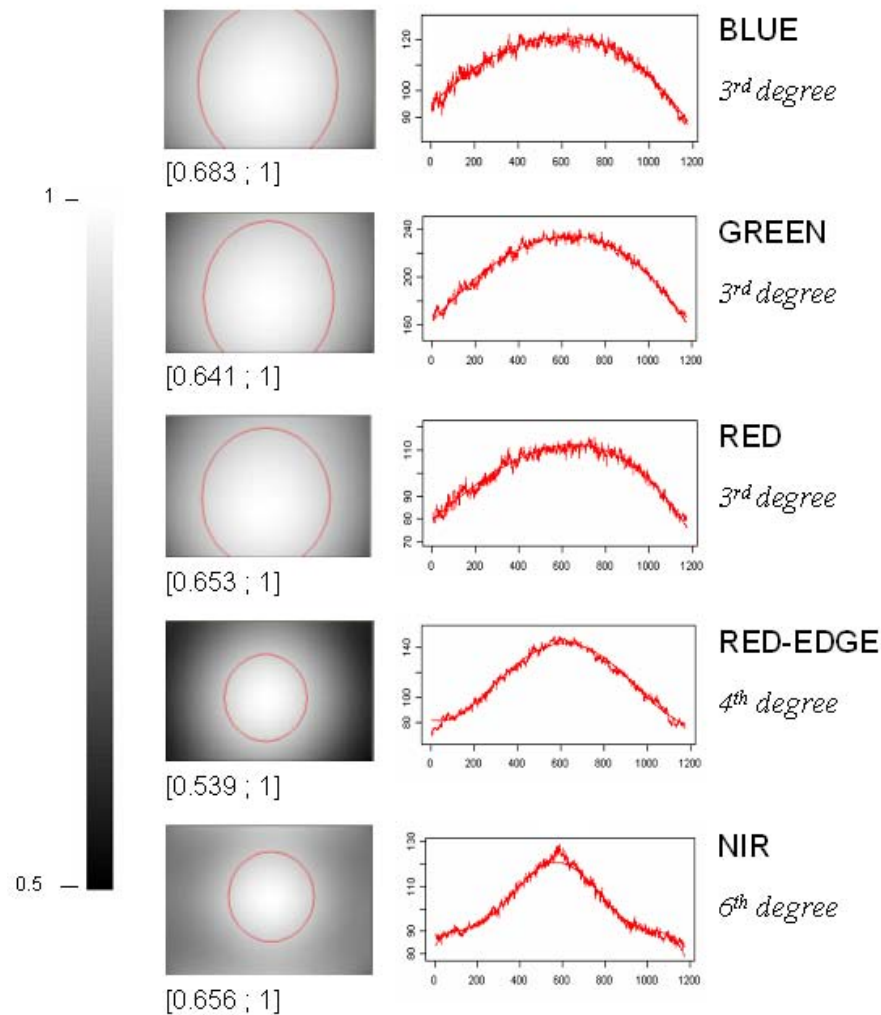 BLUE
3rd degree
120
100
90
0 200 400 600 800 1000 1200
[0.683 ; 1]
1
GREEN
3rd degree
240
200
160
0 200 400 600 800 1000 1200
[0.641 ; 1]
RED
3rd degree
110
90
80
70
0 200 400 600 800 1000 1200
[0.653 ; 1]
RED-EDGE
4th degree
140
100
80
0 200 400 600 800 1000 1200
[0.539 ; 1]
NIR
6th degree
130
110
90
80
0 200 400 600 800 1000 1200
0.5
[0.656 ; 1]